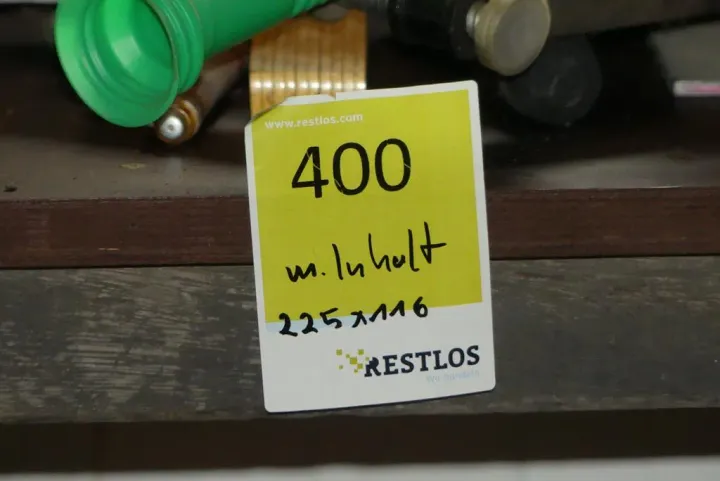 www.restlos.com
400
m. Inhalt
225x116
RESTLOS